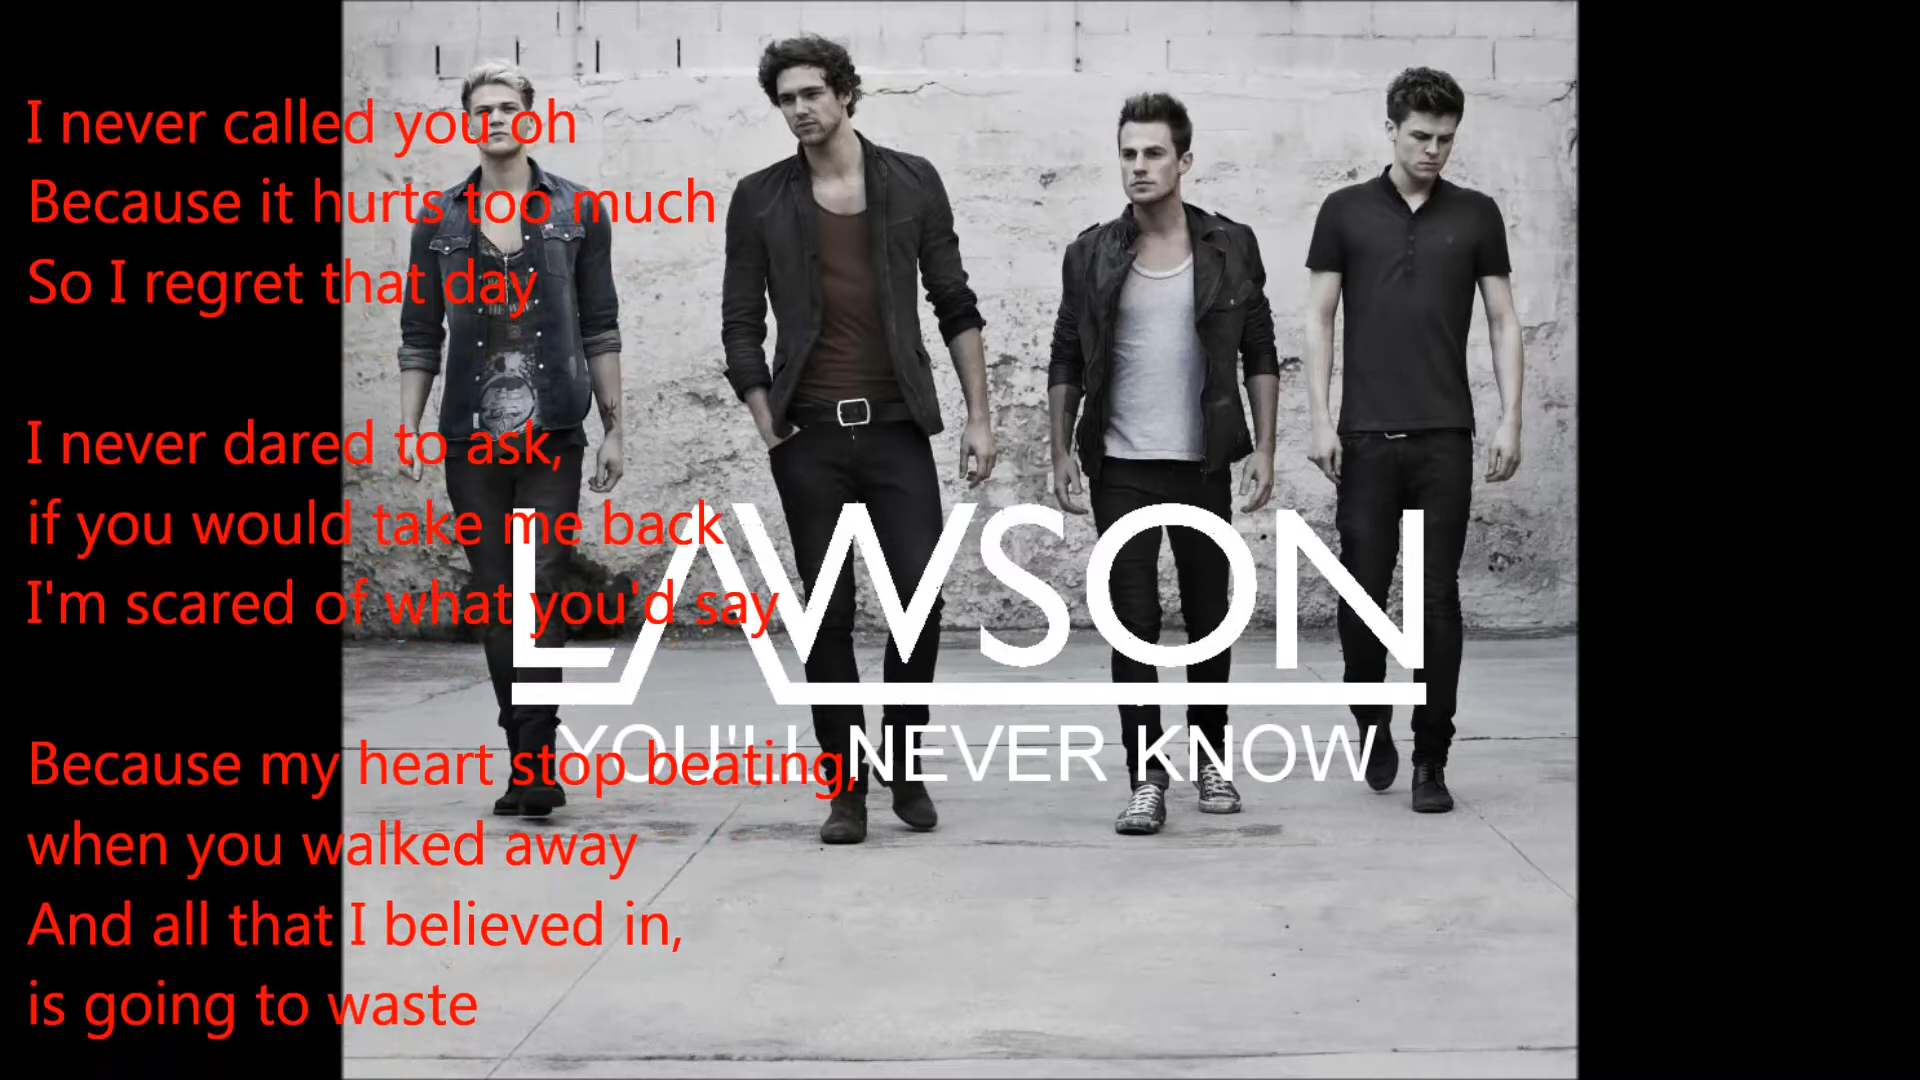 I never called you oh
Because it hurts too much
So I regret that day
I never dared to ask,
if you would take me back
I'm scared of what you'd say
Because my heart stop beating,
when you walked away
And all that I believed in,
is going to waste
LAWSON
YOU'LL NEVER KNOW